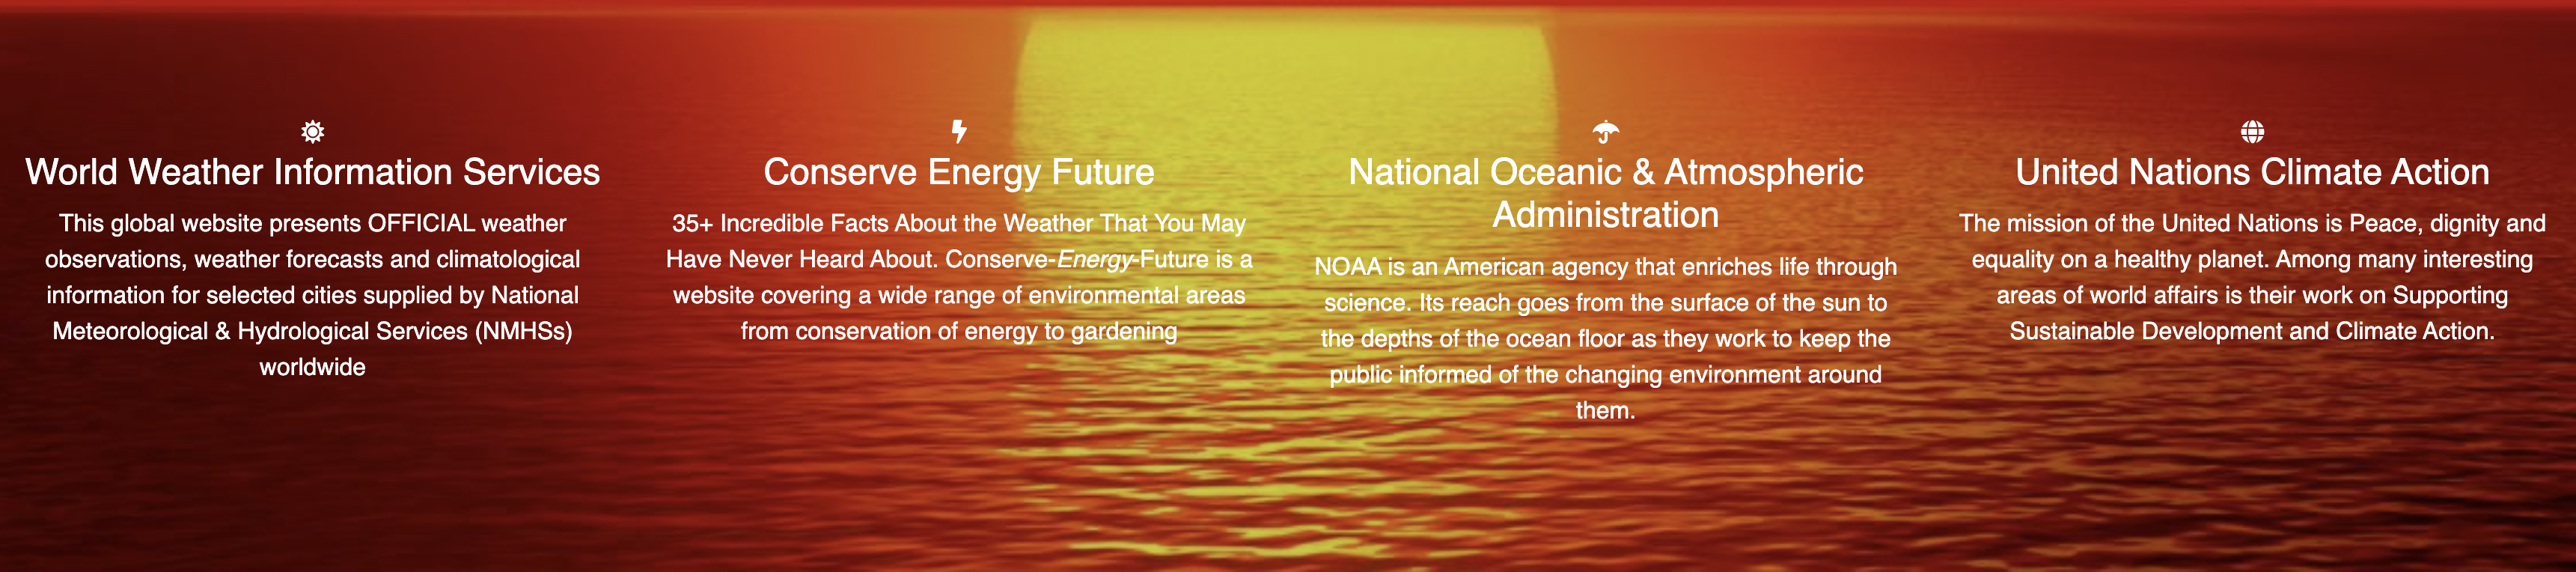 World Weather Information Services
This global website presents OFFICIAL weather
observations, weather forecasts and climatological
information for selected cities supplied by National
Meteorological & Hydrological Services (NMHSs)
worldwide
Conserve Energy Future
35+ Incredible Facts About the Weather That You May
Have Never Heard About. Conserve-Energy-Future is a
website covering a wide range of environmental areas
from conservation of energy to gardening
National Oceanic & Atmospheric
Administration
NOAA is an American agency that enriches life through
science. Its reach goes from the surface of the sun to
the depths of the ocean floor as they work to keep the
public informed of the changing environment around
them.
United Nations Climate Action
The mission of the United Nations is Peace, dignity and
equality on a healthy planet. Among many interesting
areas of world affairs is their work on Supporting
Sustainable Development and Climate Action.